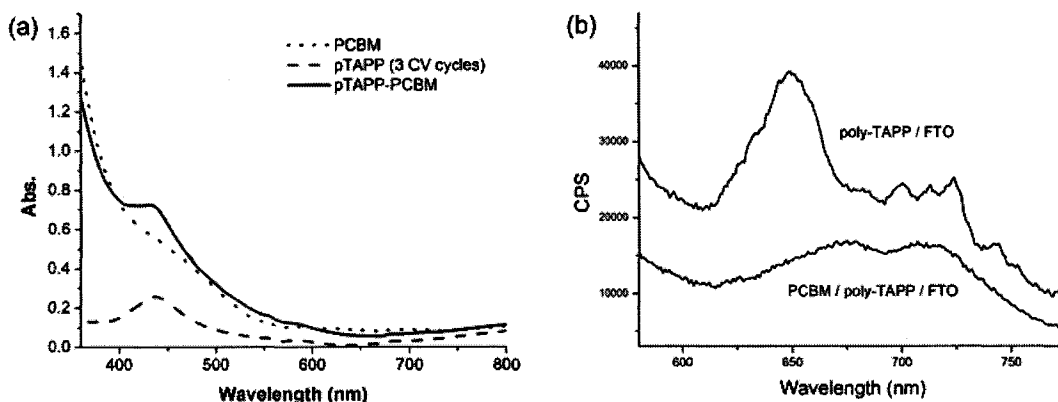 (a)
1.6
1.4
1.2
1.0
0.8
0.6
0.4
0.2
0.0
Abs.
PCBM
pTAPP (3 CV cycles)
pTAPP-PCBM
400
500
600
700
800
Wavelength (nm)
(b)
40000
30000
20000
10000
CPS
poly-TAPP / FTO
PCBM / poly-TAPP / FTO
600
650
700
750
Wavelength (nm)